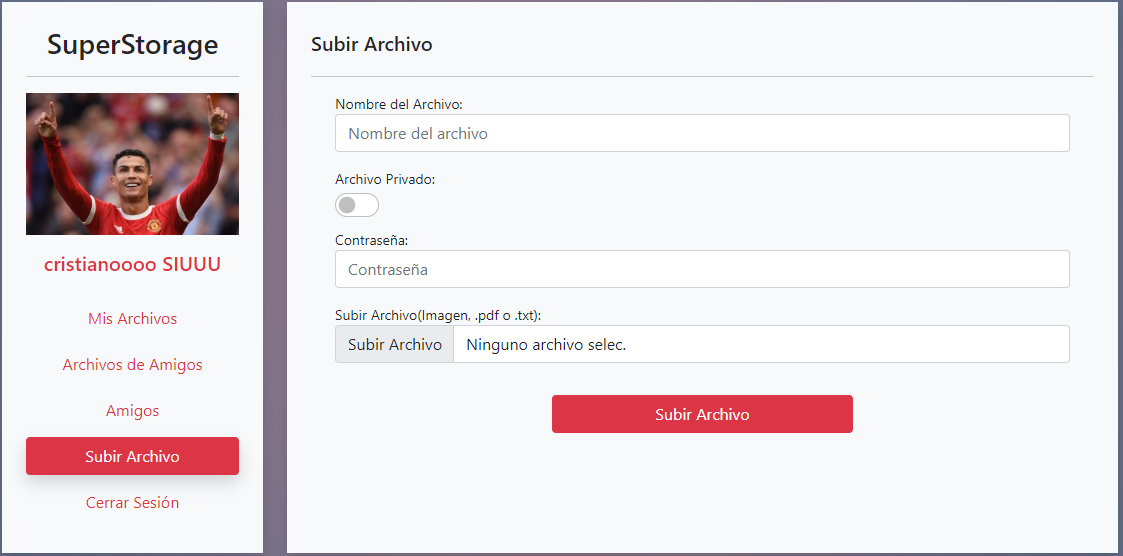 SuperStorage
cristianoooo SIUUU
Mis Archivos
Archivos de Amigos
Amigos
Subir Archivo
Cerrar Sesión
Subir Archivo
Nombre del Archivo:
Nombre del archivo
Archivo Privado:
Contraseña:
Contraseña
Subir Archivo(Imagen, .pdf o .txt):
Subir Archivo Ninguno archivo selec.
Subir Archivo